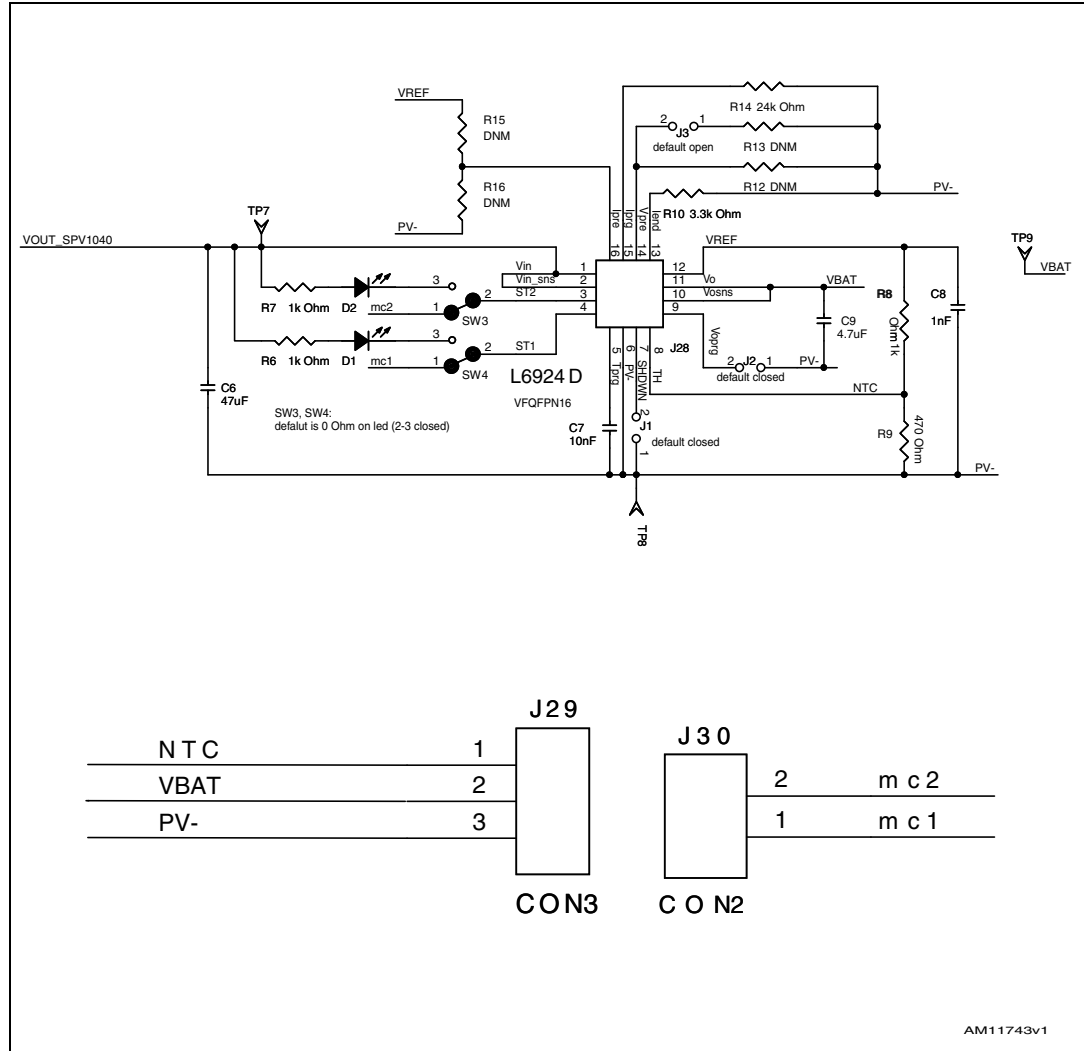 VREF
R15
DNM
R16
DNM
PV-
R14 24k Ohm
2 1
J3
default open
R13 DNM
R12 DNM
PV-
R10 3.3k Ohm
Ipre
Iprg
Vpre
Iend
16
15
14
13
TP7
VOUT_SPV1040
VREF
TP9
VBAT
Vin
1
12
Vin_sns
2
11
Vo
VBAT
ST2
3
10
Vosns
4
9
R7 1k Ohm D2
3
2
mc2
1
SW3
R6 1k Ohm D1
3
2
ST1
mc1
1
SW4
R8
Ohm1k
C8
1nF
C9
4.7uF
Voprg
2 1
J2
PV-
default closed
J28
5
6
7
8
Tprg
PV-
SHDWN
TH
L6924 D
VFQFPN16
NTC
C6
47uF
SW3, SW4:
defalut is 0 Ohm on led (2-3 closed)
C7
10nF
2
J1
1
default closed
R9
470 Ohm
PV-
TP8
J29
NTC 1
VBAT 2
PV- 3
CON3
J30
2 mc2
1 mc1
CON2
AM11743v1